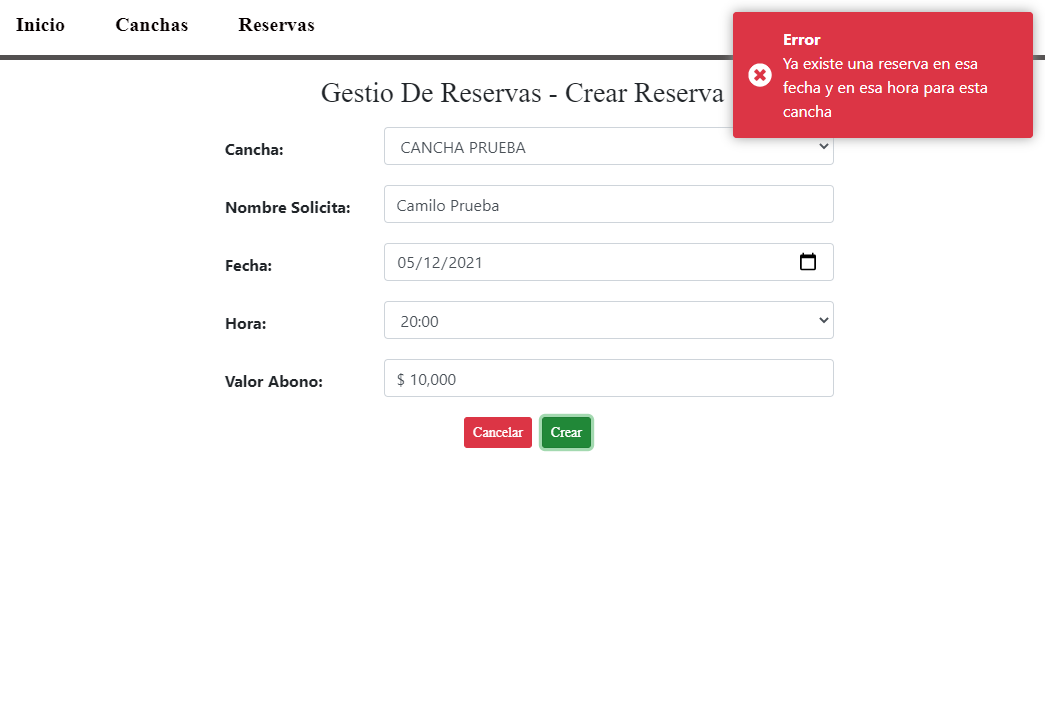 Inicio Canchas Reservas
Error
Ya existe una reserva en esa
fecha y en esa hora para esta
cancha
Gestio De Reservas - Crear Reserva
Cancha: CANCHA PRUEBA
Nombre Solicita: Camilo Prueba
Fecha: 05/12/2021
Hora: 20:00
Valor Abono: $ 10,000
Cancelar Crear